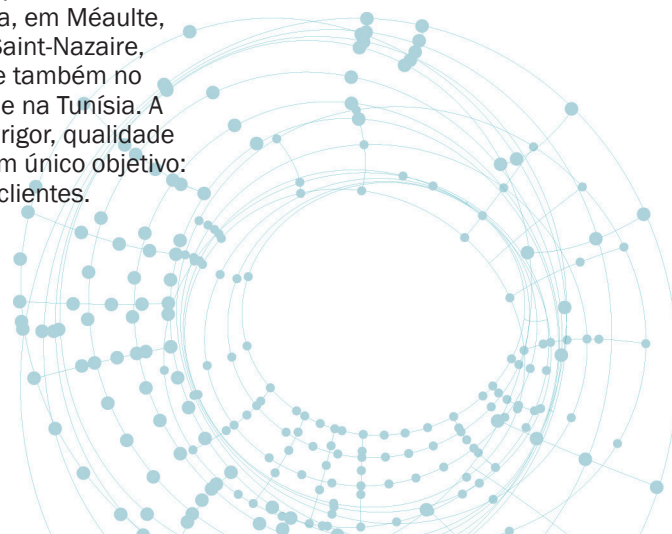 a, em Méaulte,
Saint-Nazaire,
e também no
e na Tunísia. A
rigor, qualidade
m único objetivo:
clientes.